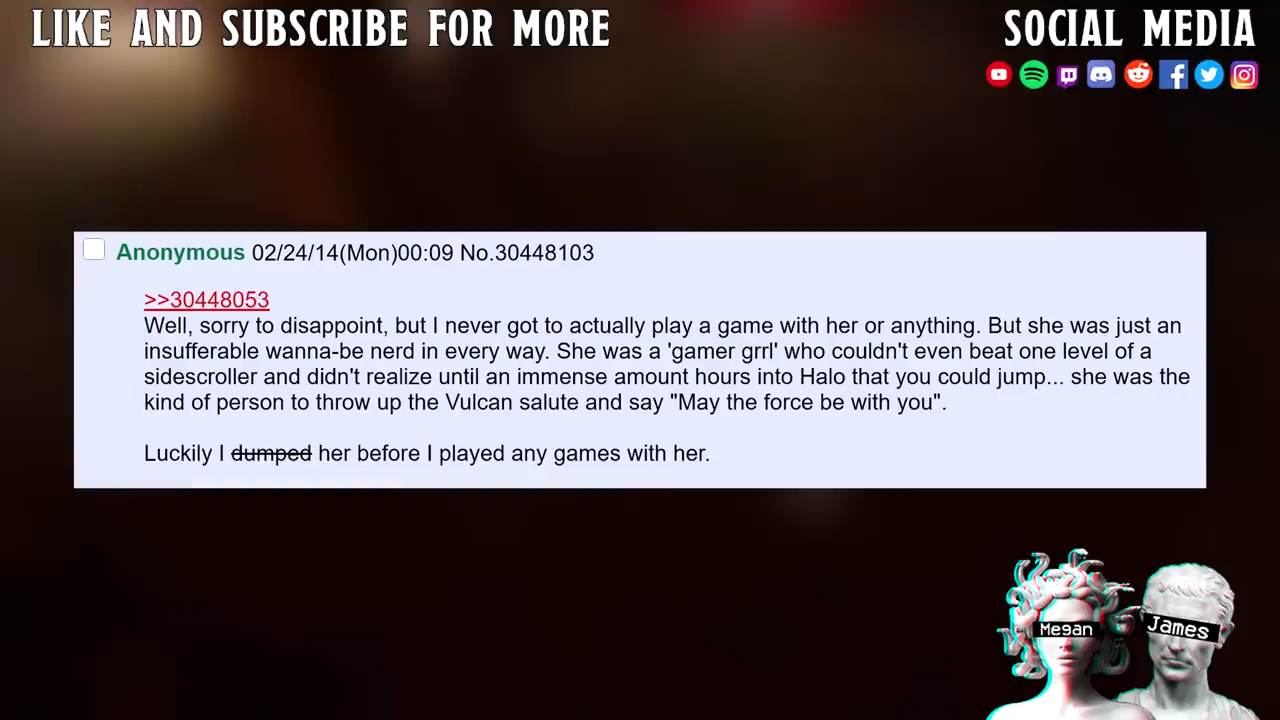 LIKE AND SUBSCRIBE FOR MORE
SOCIAL MEDIA
Anonymous 02/24/14(Mon)00:09 No.30448103
>>30448053
Well, sorry to disappoint, but I never got to actually play a game with her or anything. But she was just an
insufferable wanna-be nerd in every way. She was a 'gamer grrl' who couldn't even beat one level of a
sidescroller and didn't realize until an immense amount hours into Halo that you could jump... she was the
kind of person to throw up the Vulcan salute and say "May the force be with you".
Luckily I dumped her before I played any games with her.
Megan
James